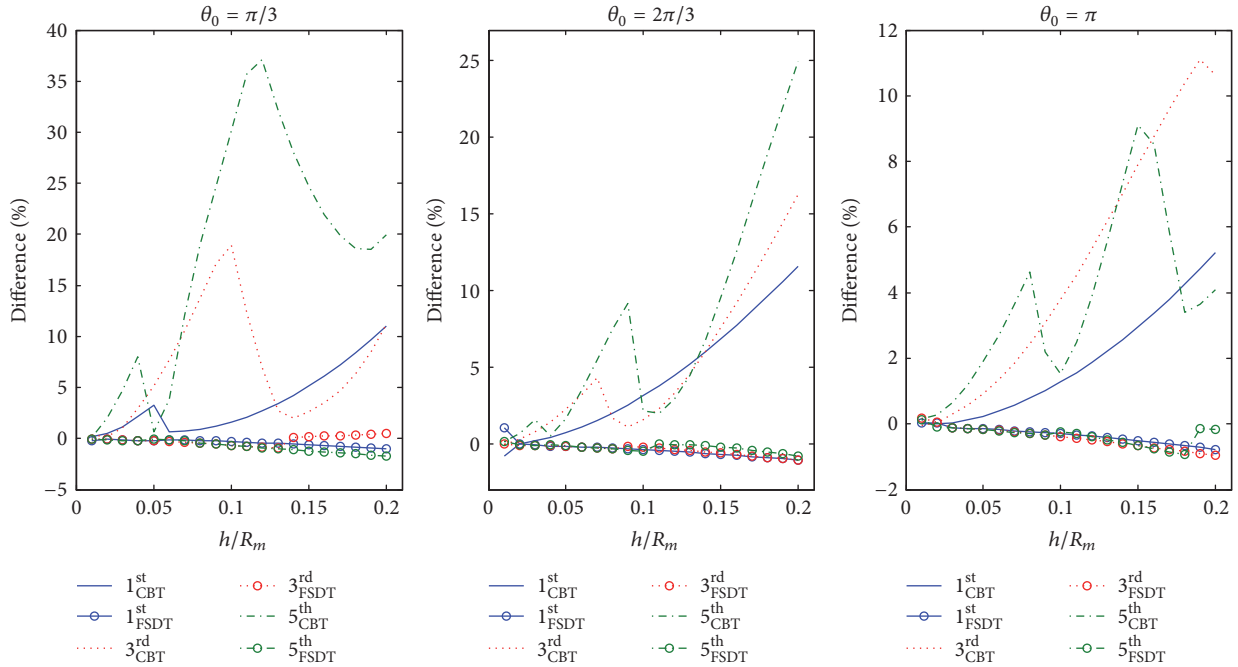 θ₀ = π/3
40
35
30
25
20
15
10
5
0
−5
Difference (%)
0 0.05 0.1 0.15 0.2
h/Rₘ
1ˢᵗ CBT
1ˢᵗ FSDT
3ʳᵈ CBT
3ʳᵈ FSDT
5ᵗʰ CBT
5ᵗʰ FSDT
θ₀ = 2π/3
25
20
15
10
5
0
Difference (%)
0 0.05 0.1 0.15 0.2
h/Rₘ
1ˢᵗ CBT
1ˢᵗ FSDT
3ʳᵈ CBT
3ʳᵈ FSDT
5ᵗʰ CBT
5ᵗʰ FSDT
θ₀ = π
12
10
8
6
4
2
0
2
Difference (%)
0 0.05 0.1 0.15 0.2
h/Rₘ
1ˢᵗ CBT
1ˢᵗ FSDT
3ʳᵈ CBT
3ʳᵈ FSDT
5ᵗʰ CBT
5ᵗʰ FSDT